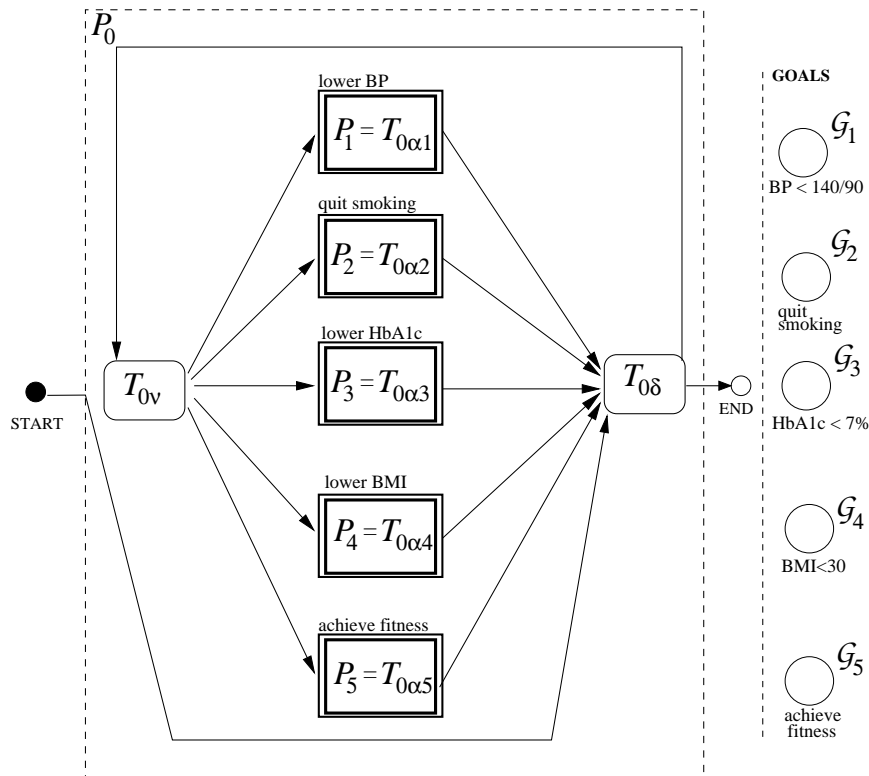 P₀
lower BP
P₁ = T₀α₁
quit smoking
P₂ = T₀α₂
lower HbA1c
P₃ = T₀α₃
lower BMI
P₄ = T₀α₄
achieve fitness
P₅ = T₀α₅
START
T₀ν
T₀δ
END
GOALS
𝒢₁
BP < 140/90
𝒢₂
quit
smoking
𝒢₃
HbA1c < 7%
𝒢₄
BMI<30
𝒢₅
achieve
fitness